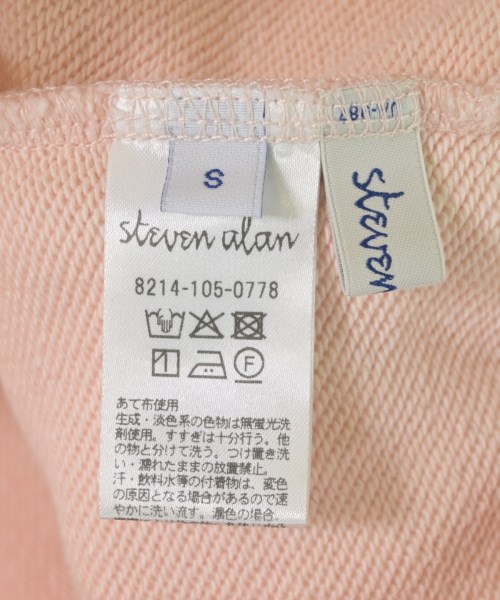 S
steven alan
8214-105-0778
F
あて布使用
生成・淡色系の色物は無蛍光洗
剤使用。すすぎは十分行う。他
の物と分けて洗う。つけ置き洗
い・濡れたままの放置禁止。
汗・飲料水等の付着物は、変色
の原因となる場合があるので速
やかに洗い流す。濃色の場合、
steven